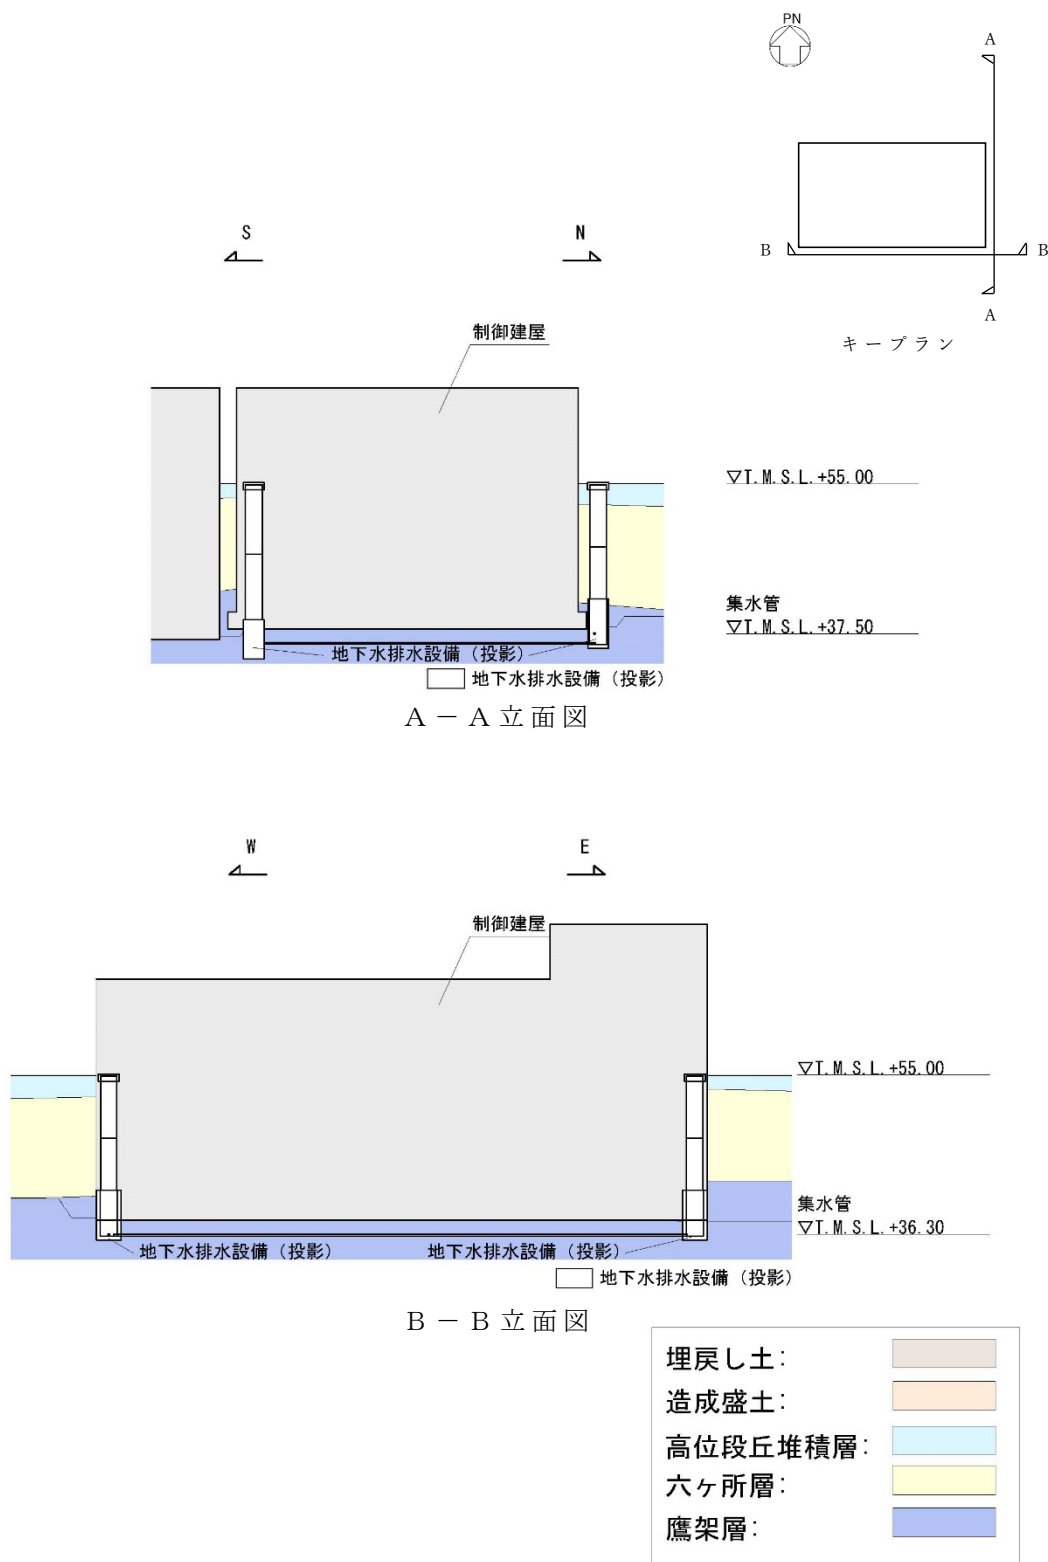 PN
A
B B
A
キープラン
S N
制御建屋
▽T.M.S.L.+55.00
集水管
▽T.M.S.L.+37.50
地下水排水設備（投影）
地下水排水設備（投影）
A－A立面図
W E
制御建屋
▽T.M.S.L.+55.00
集水管
▽T.M.S.L.+36.30
地下水排水設備（投影） 地下水排水設備（投影）
地下水排水設備（投影）
B－B立面図
埋戻し土：
造成盛土：
高位段丘堆積層：
六ヶ所層：
鷹架層：